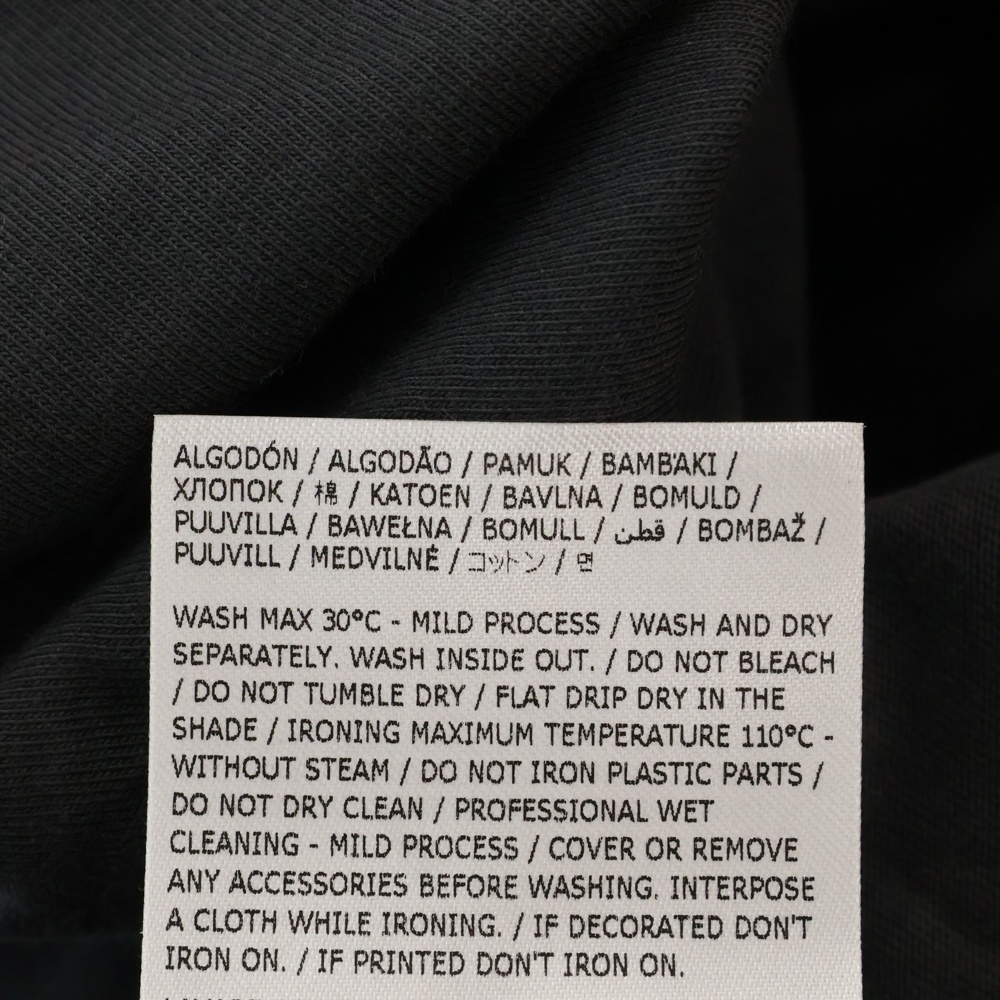 ALGODÓN / ALGODÃO / PAMUK / BAMBAKI /
ХЛОПОК / 棉 / KATOEN / BAVLNA / BOMULD /
PUUVILLA / BAWEŁNA / BOMULL / قطن / BOMBAŽ /
PUUVILL / MEDVILNĖ / コットン / 면
WASH MAX 30°C - MILD PROCESS / WASH AND DRY
SEPARATELY. WASH INSIDE OUT. / DO NOT BLEACH
/ DO NOT TUMBLE DRY / FLAT DRIP DRY IN THE
SHADE / IRONING MAXIMUM TEMPERATURE 110°C -
WITHOUT STEAM / DO NOT IRON PLASTIC PARTS /
DO NOT DRY CLEAN / PROFESSIONAL WET
CLEANING - MILD PROCESS / COVER OR REMOVE
ANY ACCESSORIES BEFORE WASHING. INTERPOSE
A CLOTH WHILE IRONING. / IF DECORATED DON'T
IRON ON. / IF PRINTED DON'T IRON ON.